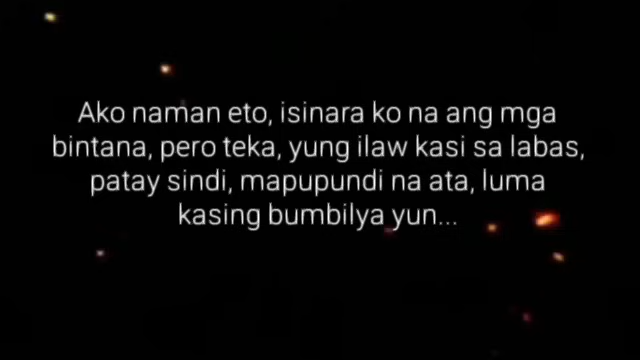 Ako naman eto, isinara ko na ang mga
bintana, pero teka, yung ilaw kasi sa labas,
patay sindi, mapupundi na ata, luma
kasing bumbilya yun...